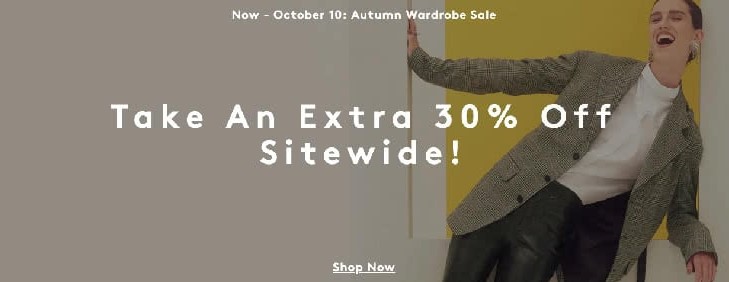 Now - October 10: Autumn Wardrobe Sale
Take An Extra 30% Off
Sitewide!
Shop Now